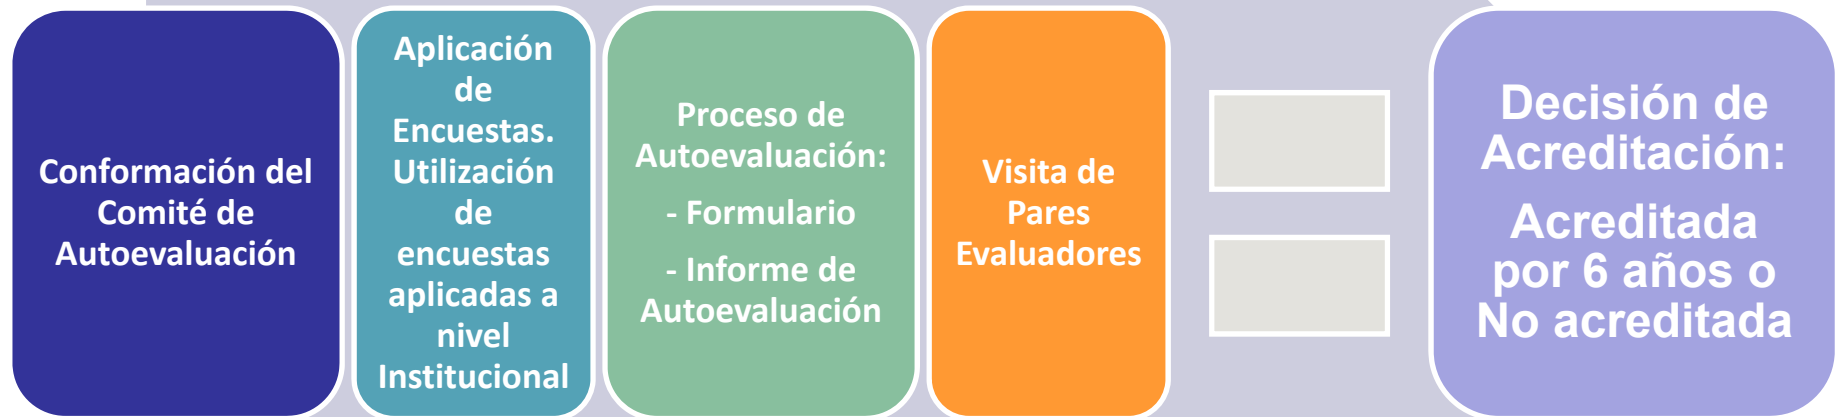 Conformación del
Comité de
Autoevaluación
Aplicación
de
Encuestas.
Utilización
de
encuestas
aplicadas a
nivel
Institucional
Proceso de
Autoevaluación:
- Formulario
- Informe de
Autoevaluación
Visita de
Pares
Evaluadores
Decisión de
Acreditación:
Acreditada
por 6 años o
No acreditada